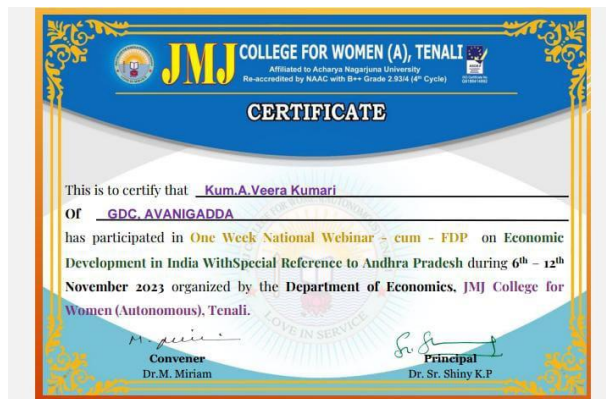 JMJ COLLEGE FOR WOMEN (A), TENALI
Affiliated to Acharya Nagarjuna University
Re-accredited by NAAC with B++ Grade 2.93/4 (4th Cycle)
CERTIFICATE
This is to certify that Kum.A.Veera Kumari
Of GDC, AVANIGADDA
has participated in One Week National Webinar - cum - FDP on Economic
Development in India WithSpecial Reference to Andhra Pradesh during 6th – 12th
November 2023 organized by the Department of Economics, JMJ College for
Women (Autonomous), Tenali.
LOVE IN SERVICE
Convener
Dr.M. Miriam
Principal
Dr. Sr. Shiny K.P